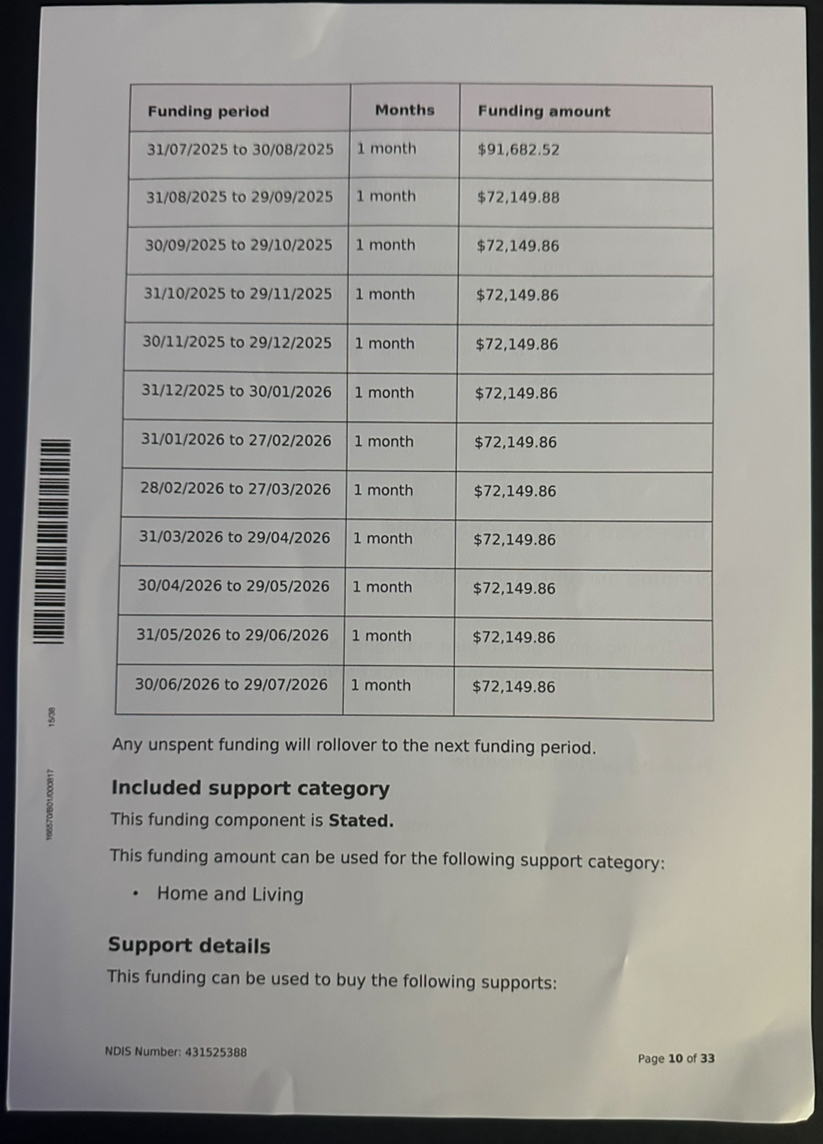 Funding period Months Funding amount
31/07/2025 to 30/08/2025 1 month $91,682.52
31/08/2025 to 29/09/2025 1 month $72,149.88
30/09/2025 to 29/10/2025 1 month $72,149.86
31/10/2025 to 29/11/2025 1 month $72,149.86
30/11/2025 to 29/12/2025 1 month $72,149.86
31/12/2025 to 30/01/2026 1 month $72,149.86
31/01/2026 to 27/02/2026 1 month $72,149.86
28/02/2026 to 27/03/2026 1 month $72,149.86
31/03/2026 to 29/04/2026 1 month $72,149.86
30/04/2026 to 29/05/2026 1 month $72,149.86
31/05/2026 to 29/06/2026 1 month $72,149.86
30/06/2026 to 29/07/2026 1 month $72,149.86
Any unspent funding will rollover to the next funding period.
Included support category
This funding component is Stated.
This funding amount can be used for the following support category:
• Home and Living
Support details
This funding can be used to buy the following supports:
NDIS Number: 431525388
Page 10 of 33